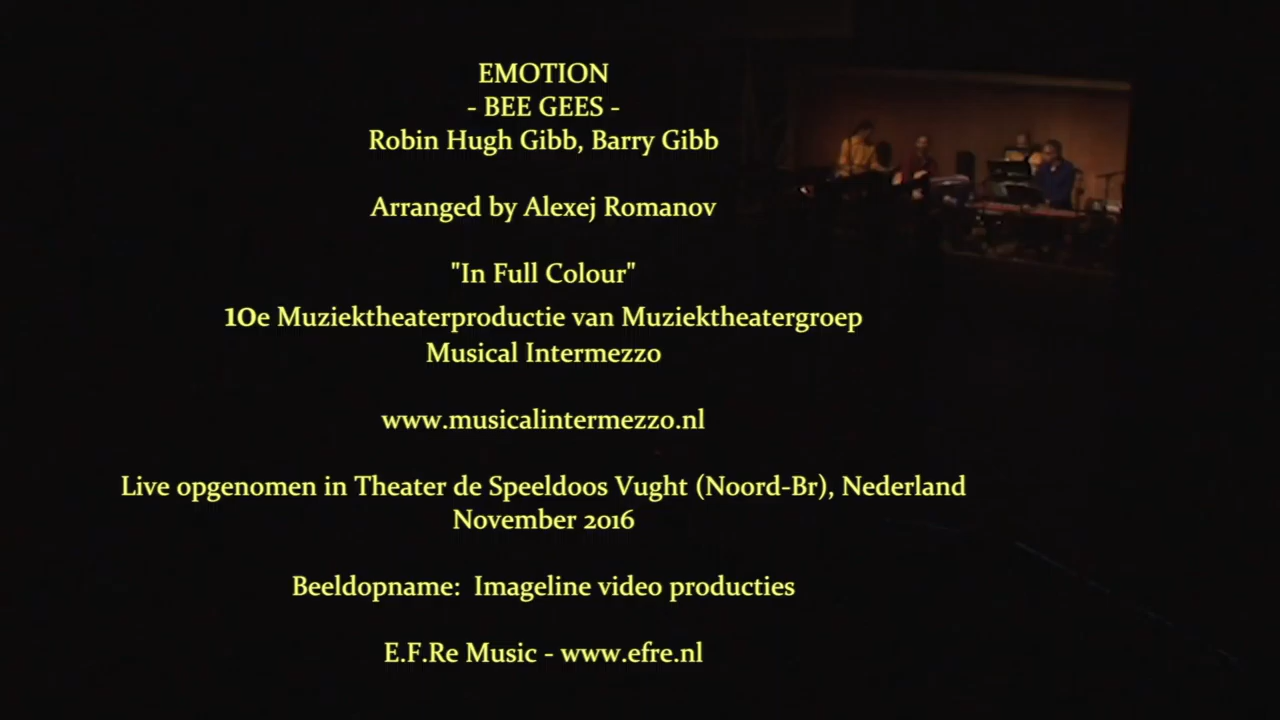 EMOTION
- BEE GEES -
Robin Hugh Gibb, Barry Gibb
Arranged by Alexej Romanov
"In Full Colour"
10e Muziektheaterproductie van Muziektheatergroep
Musical Intermezzo
www.musicalintermezzo.nl
Live opgenomen in Theater de Speeldoos Vught (Noord-Br), Nederland
November 2016
Beeldopname:  Imageline video producties
E.F.Re Music - www.efre.nl